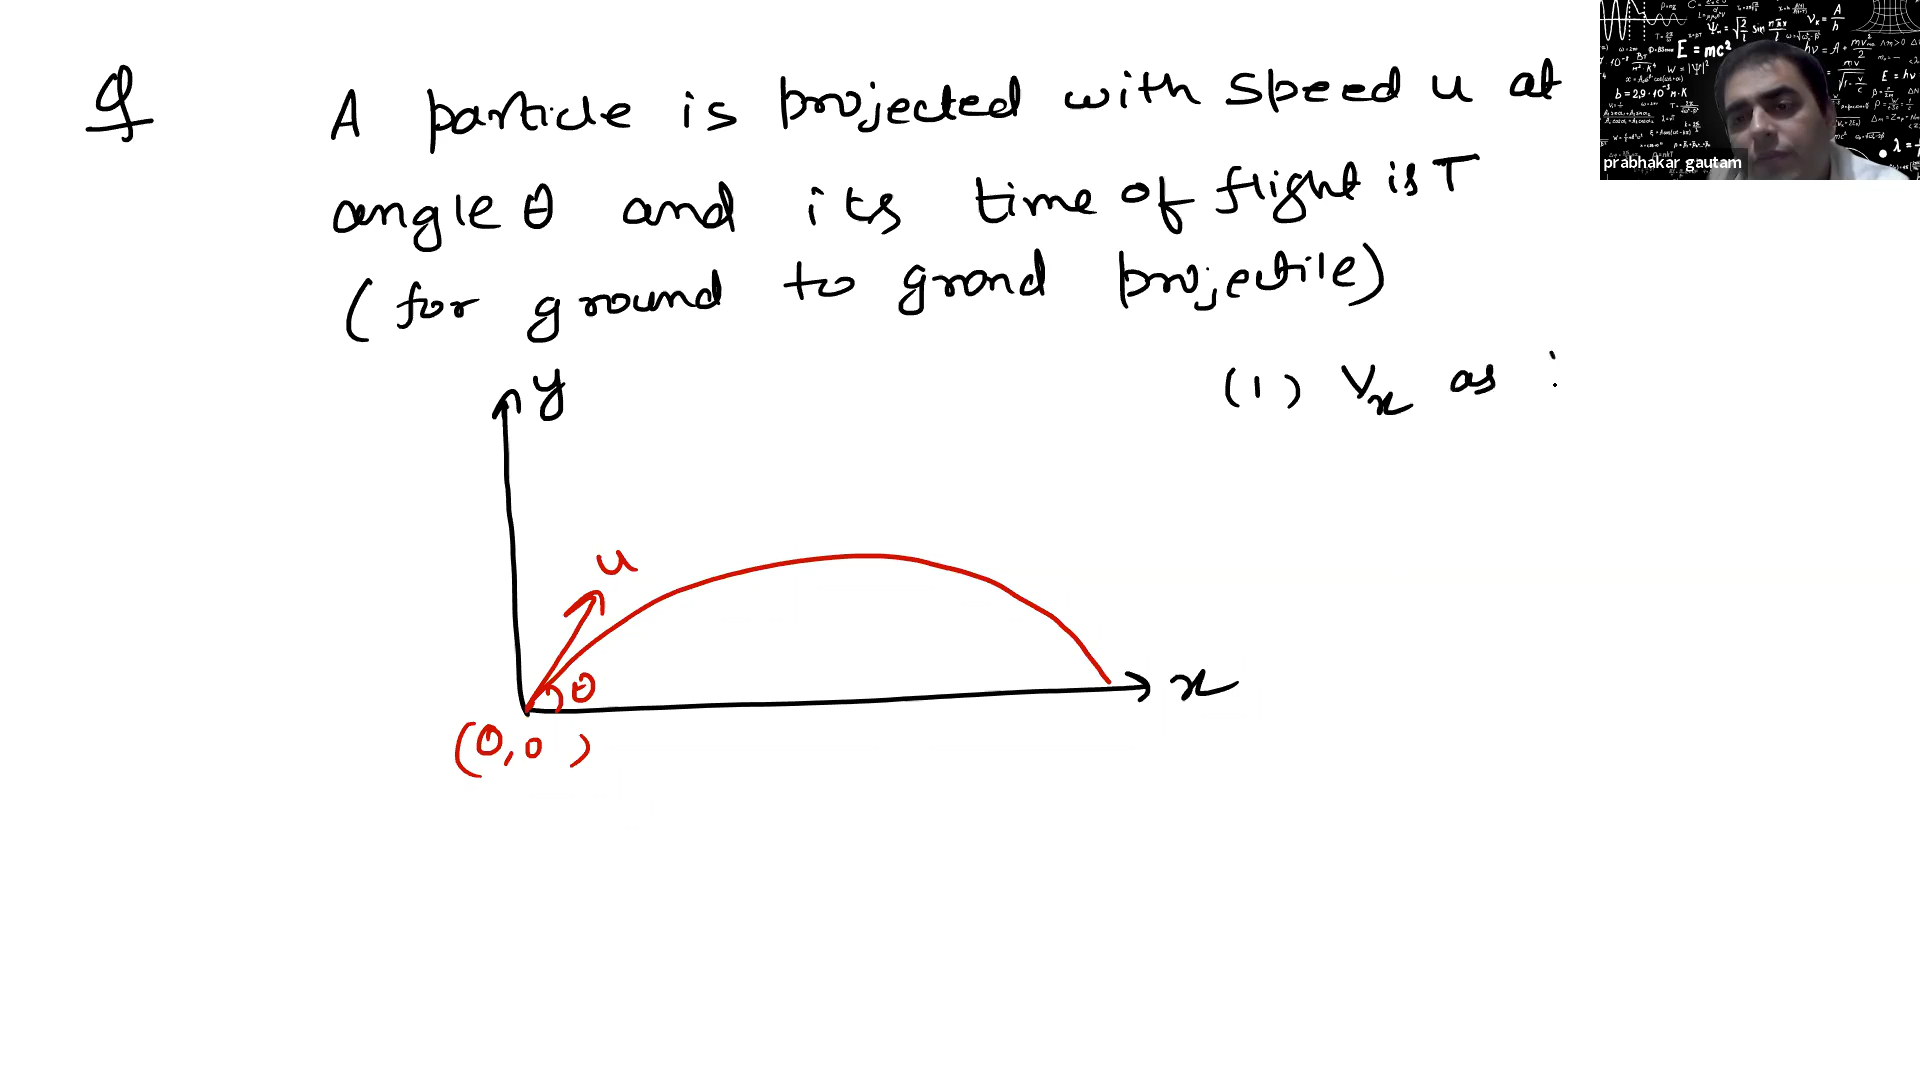 Q A particle is projected with speed u at
angle θ and its time of flight is T
(for ground to grond projectile)
y
(1) Vx as
u
θ
x
(0,0)
E = mc²
prabhakar gautam